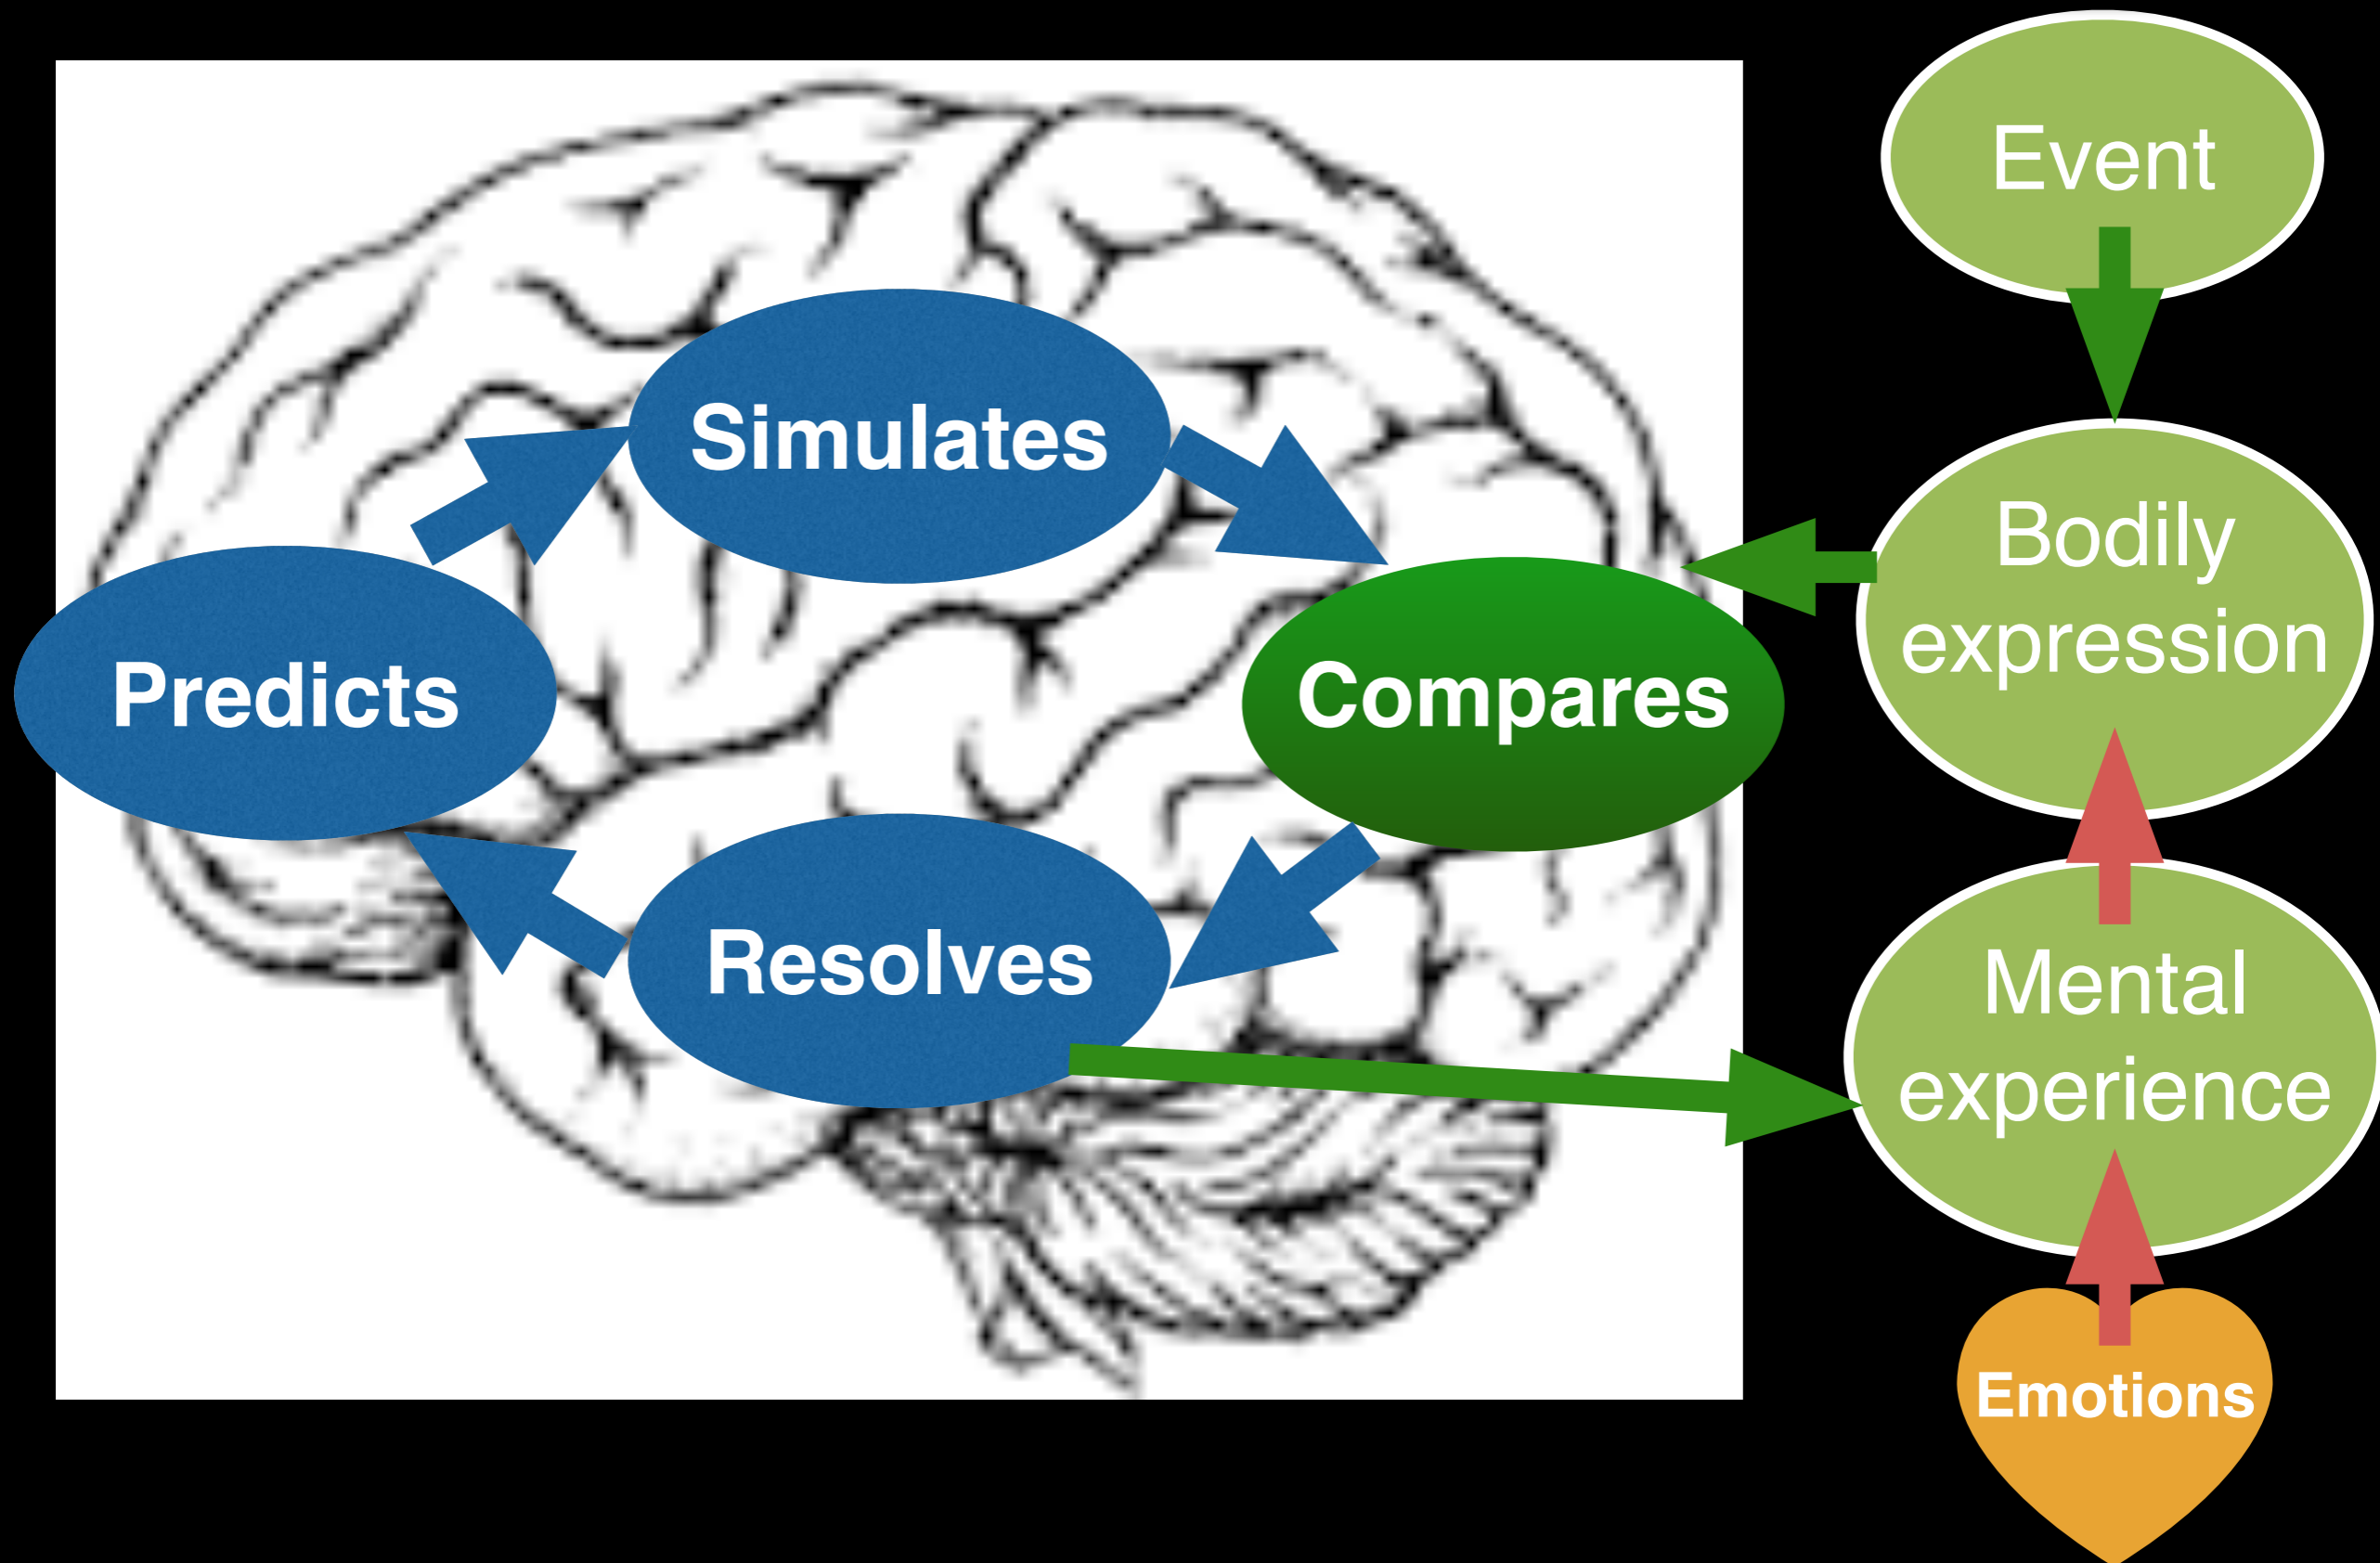 Event
Simulates
Bodily
expression
Predicts
Compares
Resolves
Mental
experience
Emotions